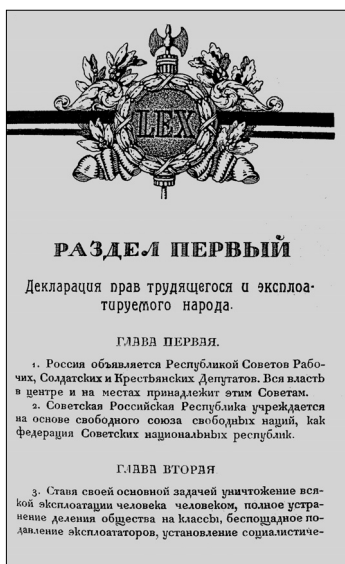 LEX
РАЗДЕЛ ПЕРВЫЙ
Декларация прав трудящегося и эксплоа-
тируемого народа.
ГЛАВА ПЕРВАЯ.
1. Россия объявляется Республикой Советов Рабо-
чих, Солдатских и Крестьянских Депутатов. Вся власть
в центре и на местах принадлежит этим Советам.
2. Советская Российская Республика учреждается
на основе свободного союза свободных наций, как
федерация Советских национальных республик.
ГЛАВА ВТОРАЯ
3. Ставя своей основной задачей уничтожение вся-
кой эксплоатации человека человеком, полное устра-
нение деления общества на классы, беспощадное по-
давление эксплоататоров, установление социалистиче-